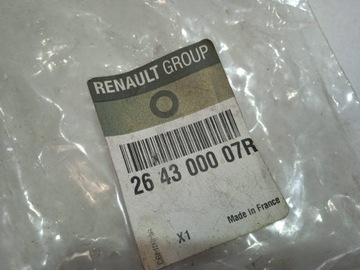 RENAULT GROUP
26 43 000 07R
Made in France
X1